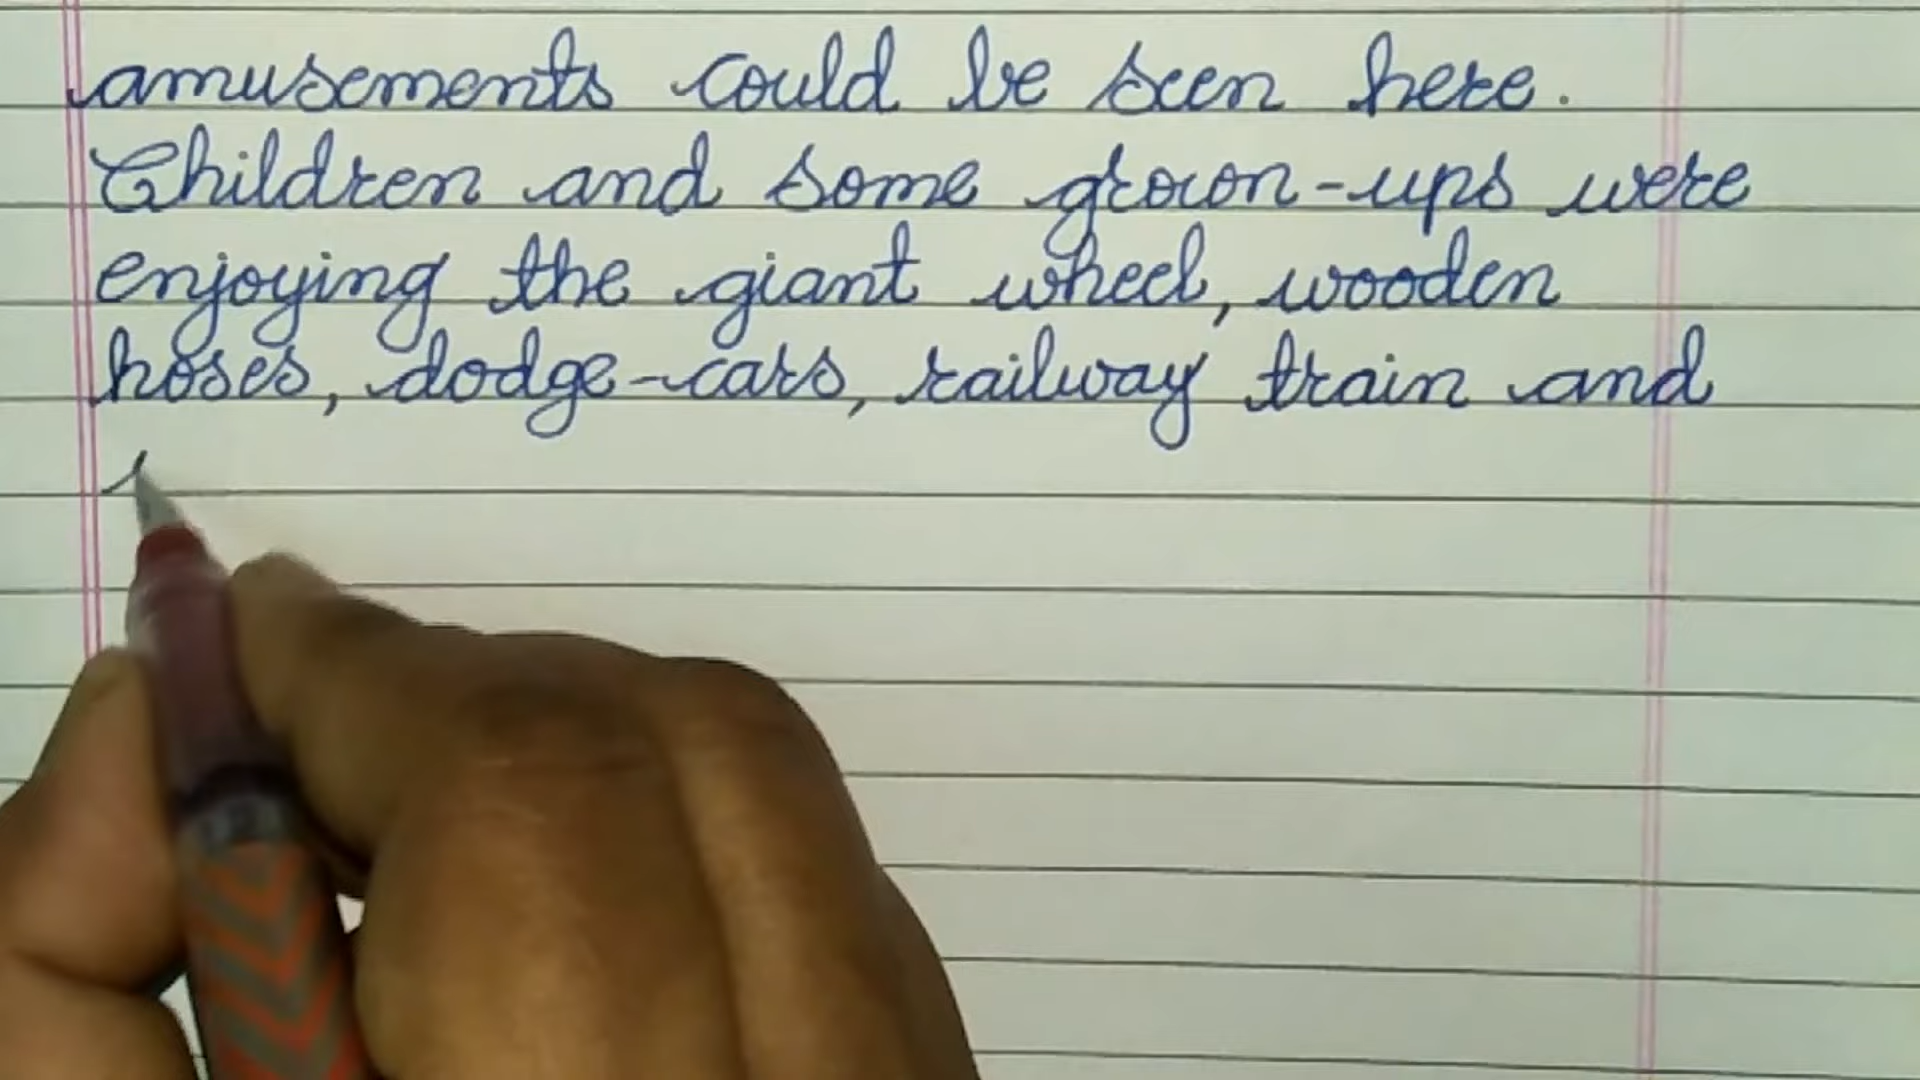 amusements could be seen here.
Children and some grown-ups were
enjoying the giant wheel, wooden
hoses, dodge-cars, railway train and